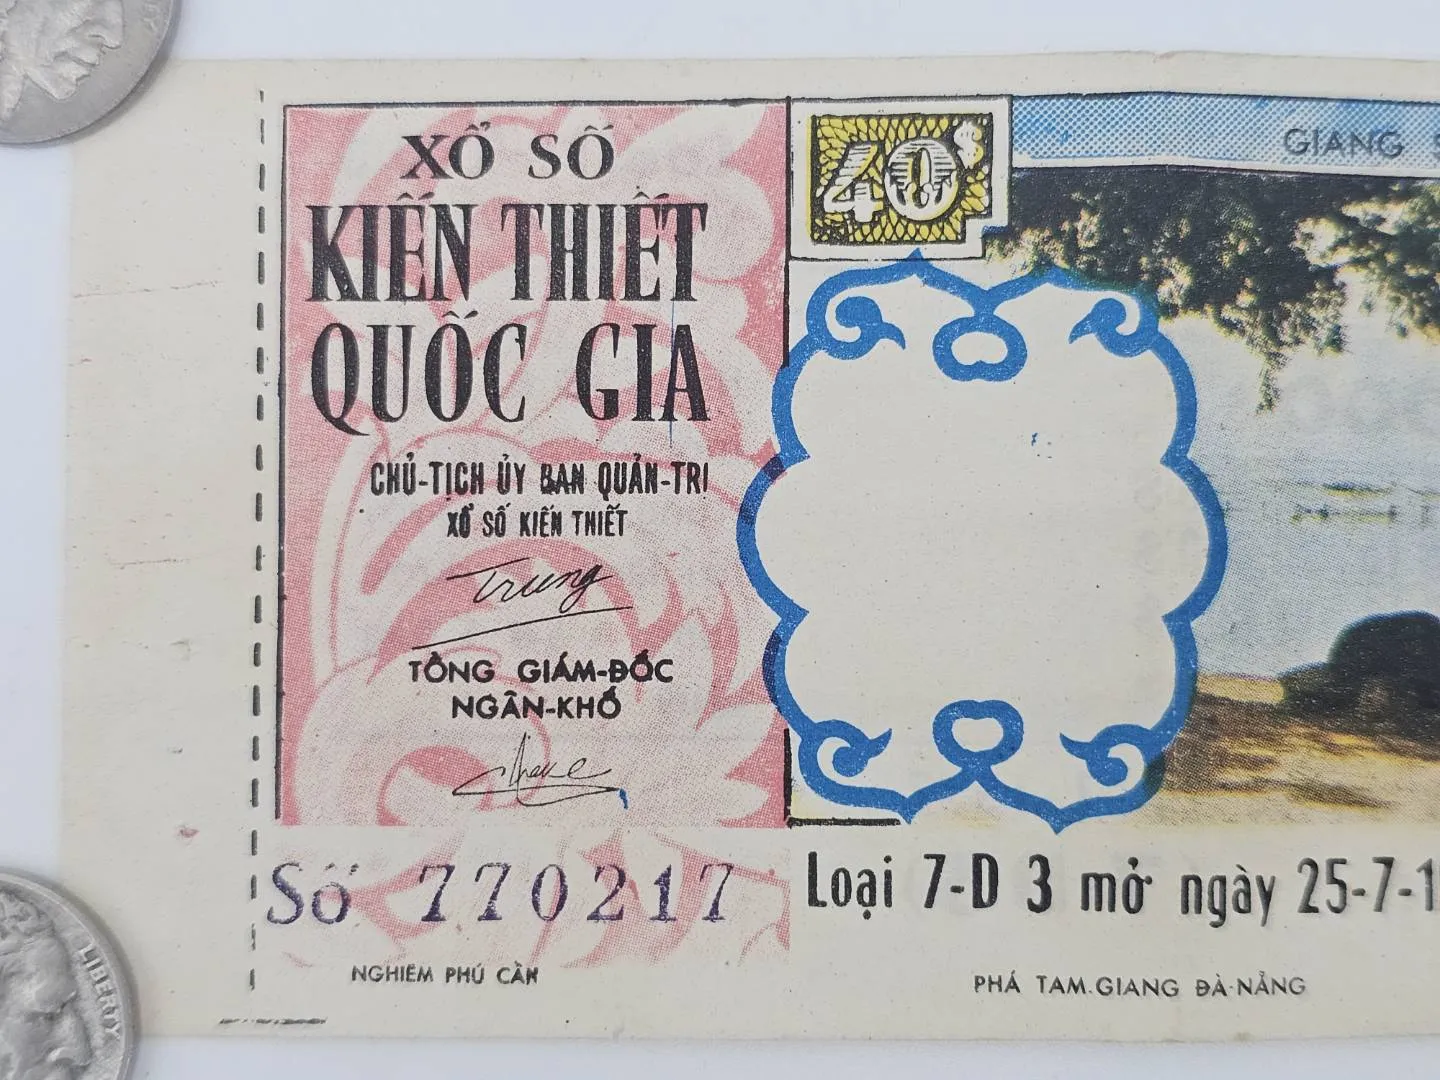 XỔ SỐ
KIẾN THIẾT
QUỐC GIA
CHỦ-TỊCH ỦY BAN QUẢN-TRỊ
XỔ SỐ KIẾN THIẾT
Trung
TỔNG GIÁM-ĐỐC
NGÂN-KHỐ
Số 770217
NGHIÊM PHÚ CẦN
40$
GIANG
Loại 7-D 3 mở ngày 25-7-1
PHÁ TAM.GIANG ĐÀ-NẴNG
LIBERTY